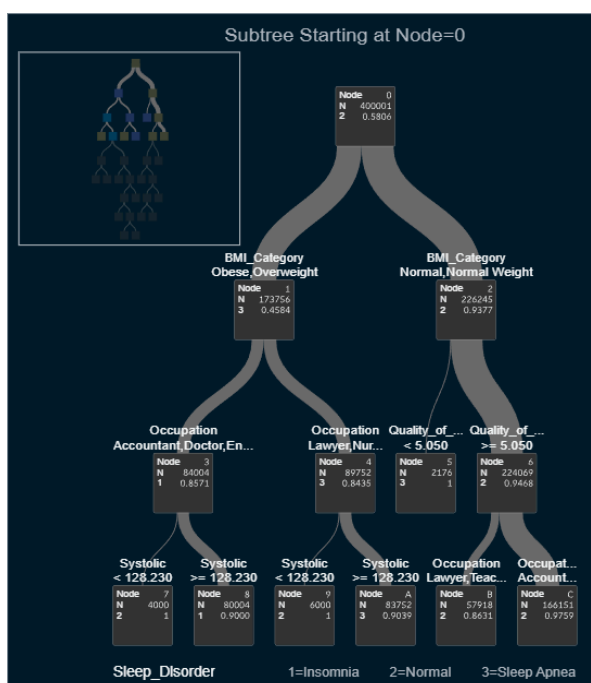 Subtree Starting at Node=0
Node 0
N 400001
2 0.5806
BMI_Category
Obese,Overweight
BMI_Category
Normal,Normal Weight
Node 1
N 173756
3 0.4584
Node 2
N 226245
2 0.9377
Occupation
Accountant,Doctor,En...
Occupation
Lawyer,Nur...
Quality_of_...
< 5.050
Quality_of_...
>= 5.050
Node 3
N 84004
1 0.8571
Node 4
N 89752
3 0.8435
Node 5
N 2176
3 1
Node 6
N 224069
2 0.9468
Systolic
< 128.230
Systolic
>= 128.230
Systolic
< 128.230
Systolic
>= 128.230
Occupation
Lawyer,Teac...
Occupat...
Account...
Node 7
N 4000
2 1
Node 8
N 80004
1 0.9000
Node 9
N 6000
2 1
Node A
N 83752
3 0.9039
Node B
N 57918
2 0.8631
Node C
N 166151
2 0.9759
Sleep_DIsorder 1=Insomnia 2=Normal 3=Sleep Apnea